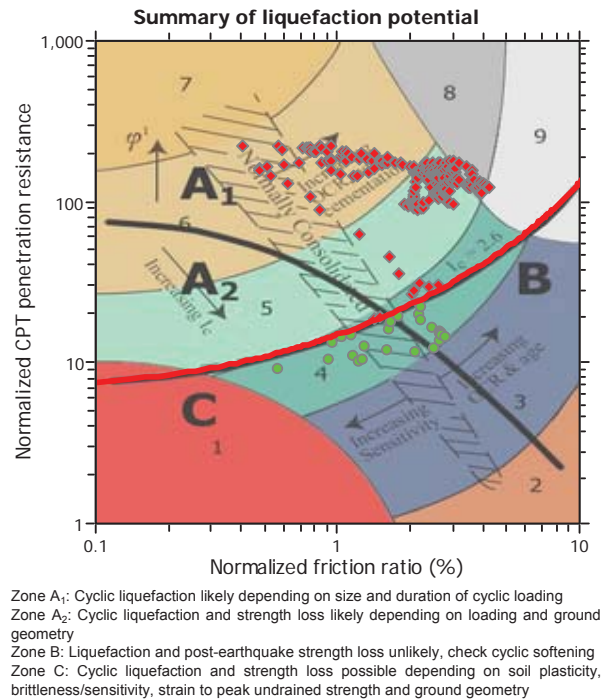 Summary of liquefaction potential
Normalized CPT penetration resistance
1,000
100
10
1
7
8
9
φ'
A1
Increasing
OCR &
cementation
Normally Consolidated
6
A2
Increasing Ic
5
Ic = 2.6
B
4
Increasing
OCR & age
3
C
1
Increasing
Sensitivity
2
0.1
1
10
Normalized friction ratio (%)
Zone A1: Cyclic liquefaction likely depending on size and duration of cyclic loading
Zone A2: Cyclic liquefaction and strength loss likely depending on loading and ground
geometry
Zone B: Liquefaction and post-earthquake strength loss unlikely, check cyclic softening
Zone C: Cyclic liquefaction and strength loss possible depending on soil plasticity,
brittleness/sensitivity, strain to peak undrained strength and ground geometry